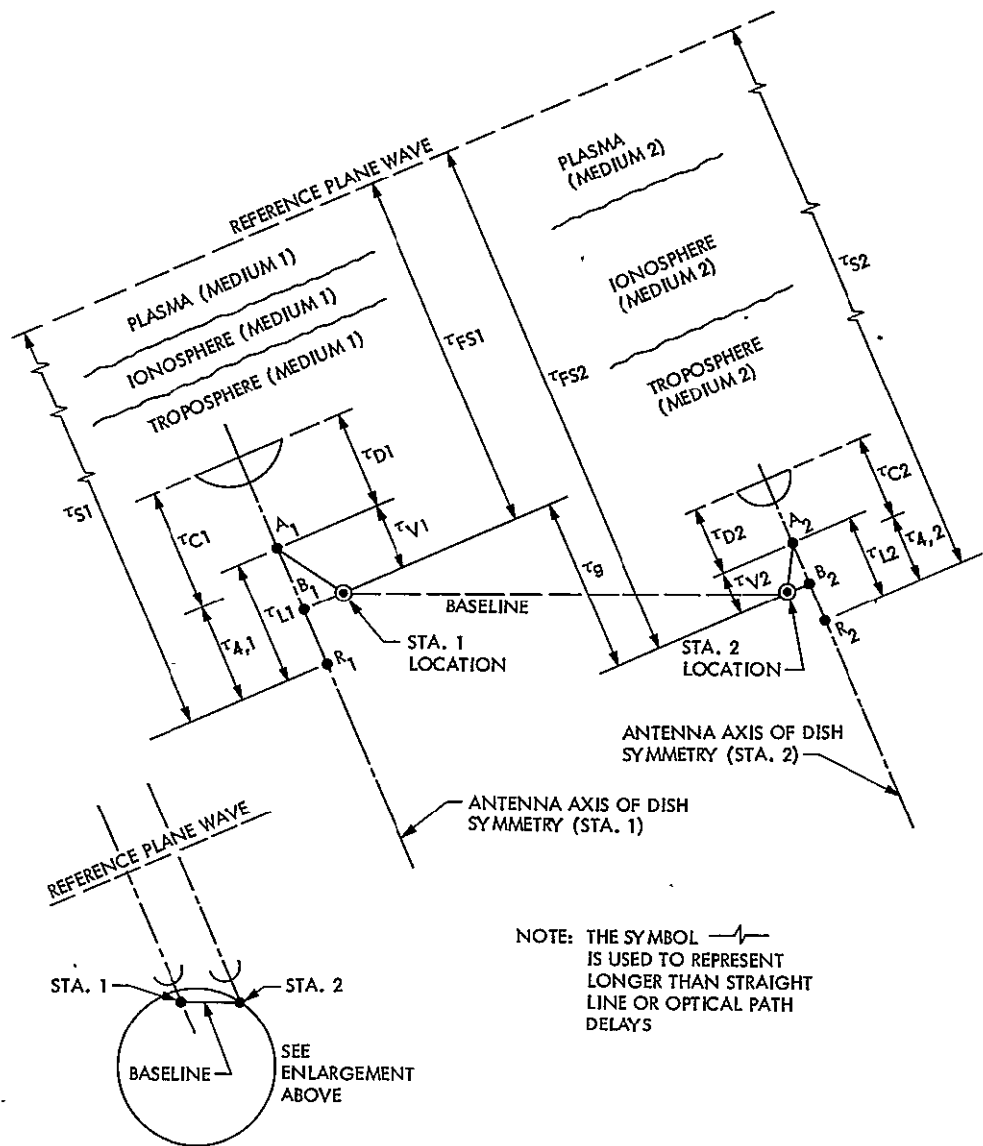 REFERENCE PLANE WAVE
PLASMA (MEDIUM 1)
IONOSPHERE (MEDIUM 1)
TROPOSPHERE (MEDIUM 1)
PLASMA
(MEDIUM 2)
IONOSPHERE
(MEDIUM 2)
TROPOSPHERE
(MEDIUM 2)
τS2
τFS1
τFS2
τS1
τD1
τC1
τV1
A1
τL1
B1
τ4,1
R1
τg
BASELINE
STA. 1
LOCATION
τC2
τD2
A2
τV2
τL2
τ4,2
B2
R2
STA. 2
LOCATION
ANTENNA AXIS OF DISH
SYMMETRY (STA. 2)
ANTENNA AXIS OF DISH
SYMMETRY (STA. 1)
REFERENCE PLANE WAVE
STA. 1
STA. 2
BASELINE
SEE
ENLARGEMENT
ABOVE
NOTE: THE SYMBOL
IS USED TO REPRESENT
LONGER THAN STRAIGHT
LINE OR OPTICAL PATH
DELAYS